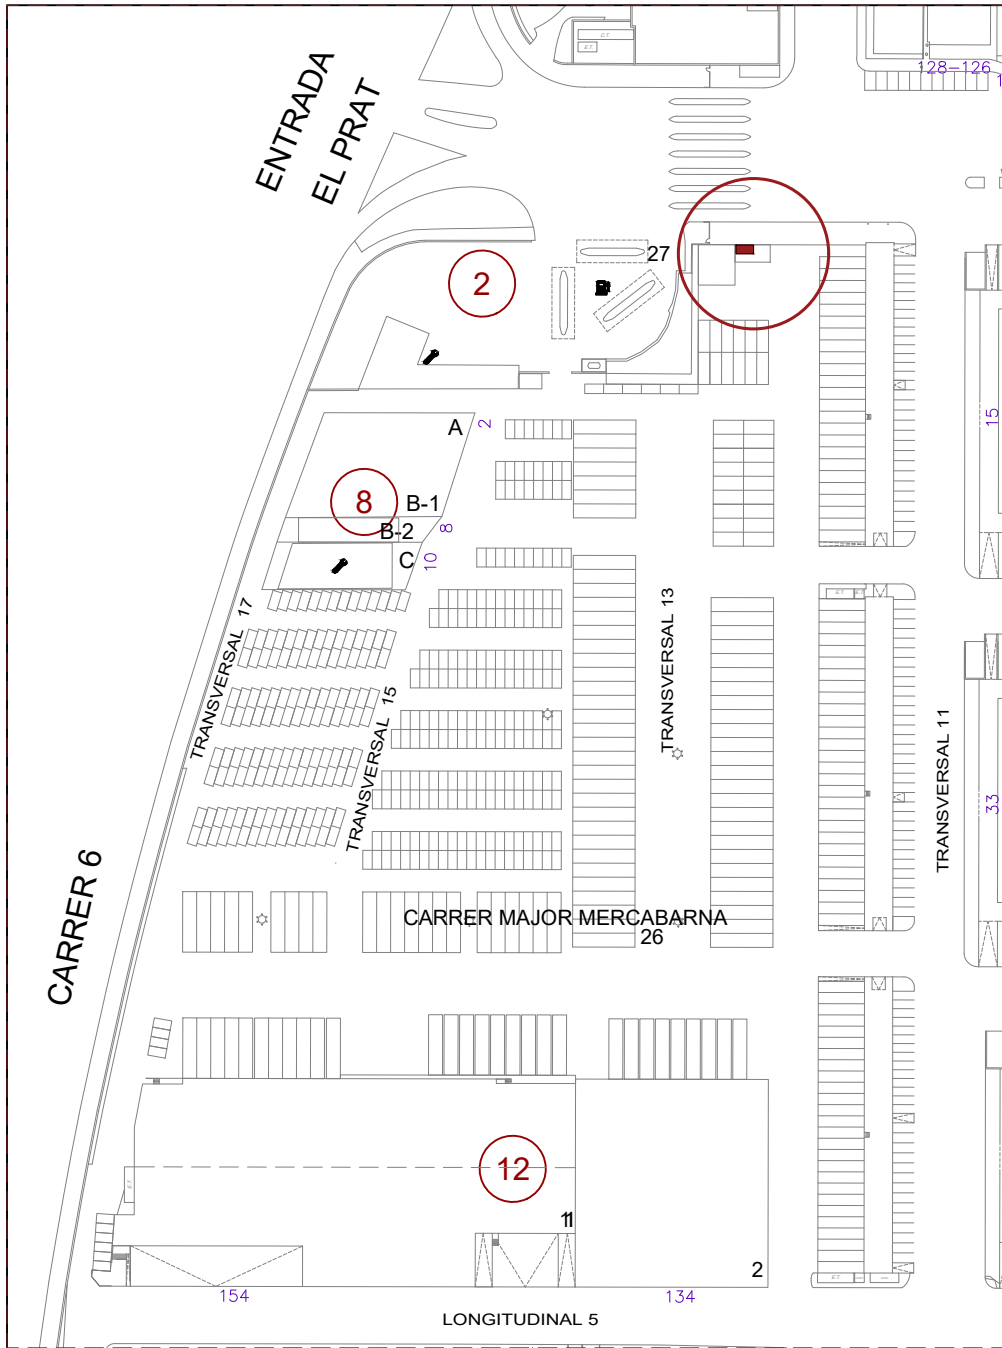 E.T.
E.T.
128-126
ENTRADA
EL PRAT
27
2
15
A
2
8
B-1
8
B-2
C
10
E.T.
E.T.
TRANSVERSAL 17
TRANSVERSAL 15
TRANSVERSAL 13
TRANSVERSAL 11
33
CARRER 6
CARRER MAJOR MERCABARNA
26
12
E.T.
11
2
E.T.
154
134
LONGITUDINAL 5